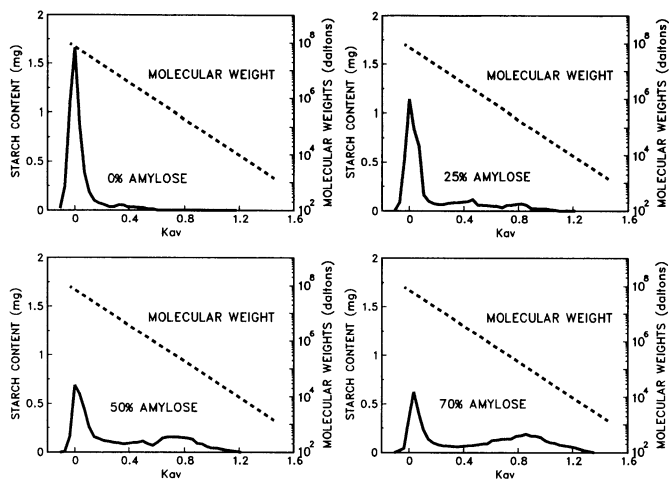 STARCH CONTENT (mg)
2
1.5
1
0.5
0
MOLECULAR WEIGHT
0% AMYLOSE
0 0.4 0.8 1.2 1.6
Kav
10^8
10^6
10^4
10^2
MOLECULAR WEIGHTS (daltons)
STARCH CONTENT (mg)
2
1.5
1
0.5
0
MOLECULAR WEIGHT
25% AMYLOSE
0 0.4 0.8 1.2 1.6
Kav
10^8
10^6
10^4
10^2
MOLECULAR WEIGHTS (daltons)
STARCH CONTENT (mg)
2
1.5
1
0.5
0
MOLECULAR WEIGHT
50% AMYLOSE
0 0.4 0.8 1.2 1.6
Kav
10^8
10^6
10^4
10^2
MOLECULAR WEIGHTS (daltons)
STARCH CONTENT (mg)
2
1.5
1
0.5
0
MOLECULAR WEIGHT
70% AMYLOSE
0 0.4 0.8 1.2 1.6
Kav
10^8
10^6
10^4
10^2
MOLECULAR WEIGHTS (daltons)